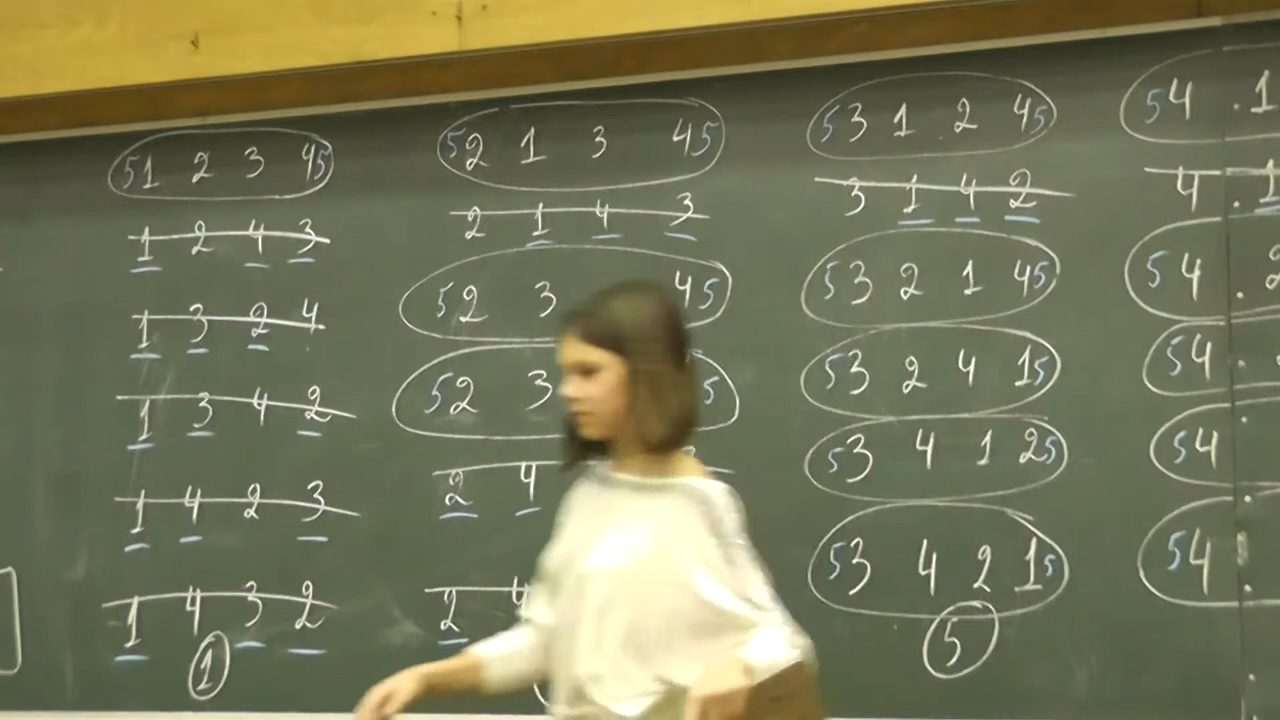 51 2 3 45
1 2 4 3
1 3 2 4
1 3 4 2
1 4 2 3
1 4 3 2
1
52 1 3 45
2 1 4 3
52 3 45
52 3 5
2 4
2 4
53 1 2 45
3 1 4 2
53 2 1 45
53 2 4 15
53 4 1 25
53 4 2 15
5
54 1
4 1
54 2
54
54
54